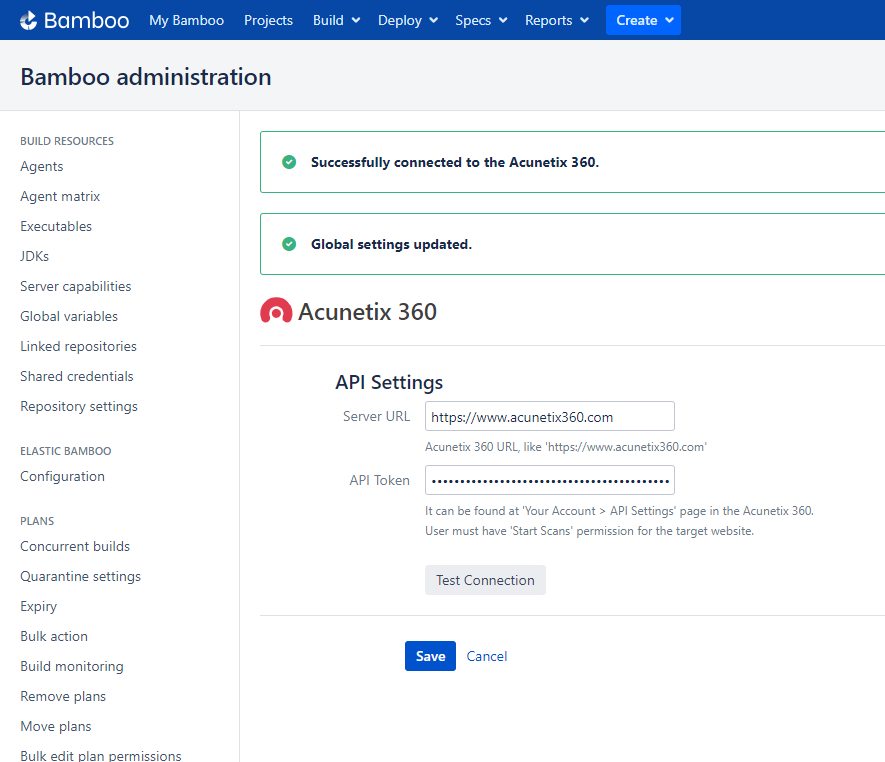 Bamboo My Bamboo Projects Build Deploy Specs Reports Create
Bamboo administration
BUILD RESOURCES
Agents
Agent matrix
Executables
JDKs
Server capabilities
Global variables
Linked repositories
Shared credentials
Repository settings
ELASTIC BAMBOO
Configuration
PLANS
Concurrent builds
Quarantine settings
Expiry
Bulk action
Build monitoring
Remove plans
Move plans
Bulk edit plan permissions
Successfully connected to the Acunetix 360.
Global settings updated.
Acunetix 360
API Settings
Server URL https://www.acunetix360.com
Acunetix 360 URL, like 'https://www.acunetix360.com'
API Token
It can be found at 'Your Account > API Settings' page in the Acunetix 360.
User must have 'Start Scans' permission for the target website.
Test Connection
Save Cancel